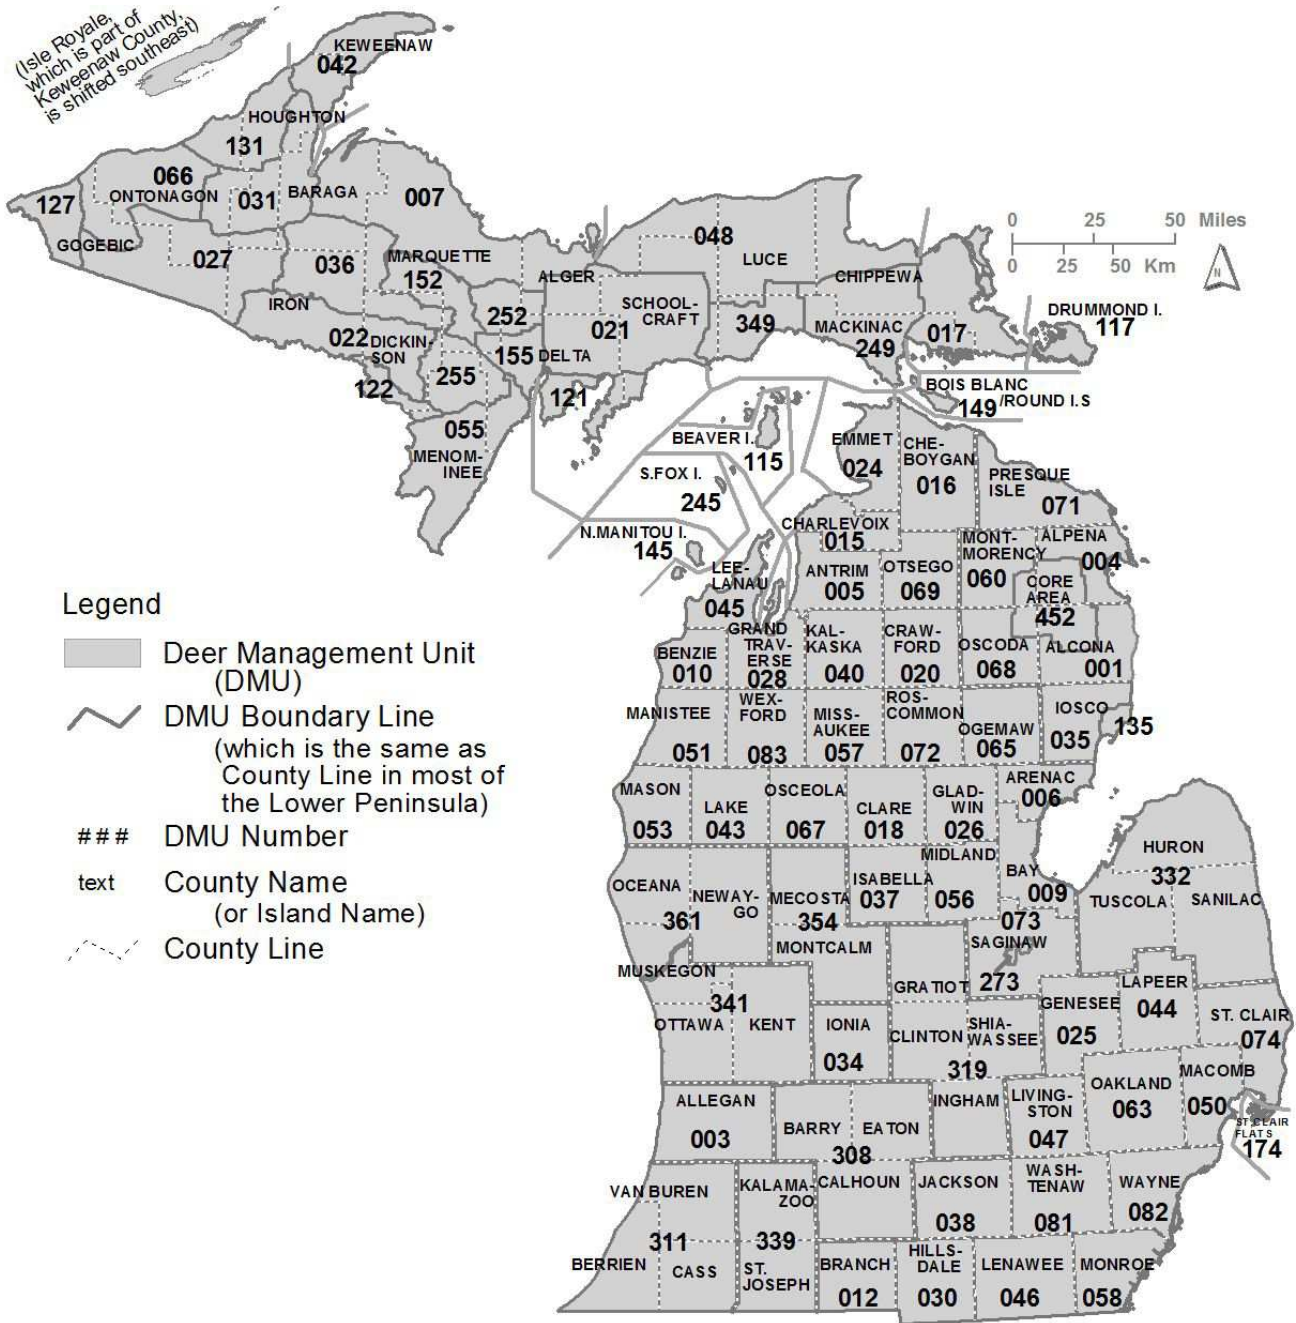 (Isle Royale,
which is part of
Keweenaw County,
is shifted southeast)
KEWEENAW
042
HOUGHTON
131
066
ONTONAGON
031
BARAGA
007
127
GOGEBIC
027
036
MARQUETTE
152
048
LUCE
ALGER
CHIPPEWA
IRON
022
DICKIN-
SON
252
SCHOOL-
CRAFT
021
349
MACKINAC
249
017
DRUMMOND I.
117
155
DELTA
122
255
121
BOIS BLANC
149
/ROUND I.S
055
MENOM-
INEE
0 25 50 Miles
0 25 50 Km
N
BEAVER I.
115
S.FOX I.
245
N.MANITOU I.
145
EMMET
024
CHE-
BOYGAN
016
PRESQUE
ISLE
071
CHARLEVOIX
015
LEE-
LANAU
045
ANTRIM
005
OTSEGO
069
MONT-
MORENCY
060
ALPENA
004
CORE
AREA
452
BENZIE
010
GRAND
TRAV-
ERSE
028
KAL-
KASKA
040
CRAW-
FORD
020
OSCODA
068
ALCONA
001
MANISTEE
051
WEX-
FORD
083
MISS-
AUKEE
057
ROS-
COMMON
072
OGEMAW
065
IOSCO
035
135
MASON
053
LAKE
043
OSCEOLA
067
CLARE
018
GLAD-
WIN
026
ARENAC
006
OCEANA
NEWAY-
GO
361
MECOSTA
354
MONTCALM
ISABELLA
037
MIDLAND
056
BAY
009
073
SAGINAW
273
HURON
332
TUSCOLA
SANILAC
MUSKEGON
341
OTTAWA
KENT
IONIA
034
GRATIOT
CLINTON
SHIA-
WASSEE
319
GENESEE
025
LAPEER
044
ST. CLAIR
074
ALLEGAN
003
BARRY
EATON
308
INGHAM
LIVING-
STON
047
OAKLAND
063
MACOMB
050
ST.CLAIR
FLATS
174
VAN BUREN
311
BERRIEN
CASS
KALAMA-
ZOO
339
ST.
JOSEPH
CALHOUN
JACKSON
038
WASH-
TENAW
081
WAYNE
082
BRANCH
012
HILLS-
DALE
030
LENAWEE
046
MONROE
058
Legend
Deer Management Unit
(DMU)
DMU Boundary Line
(which is the same as
County Line in most of
the Lower Peninsula)
### DMU Number
text County Name
(or Island Name)
County Line